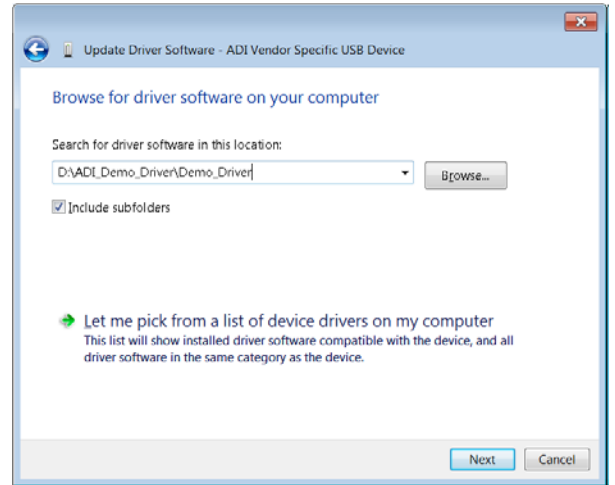 Update Driver Software - ADI Vendor Specific USB Device
Browse for driver software on your computer
Search for driver software in this location:
D:\ADI_Demo_Driver\Demo_Driver
Browse...
Include subfolders
Let me pick from a list of device drivers on my computer
This list will show installed driver software compatible with the device, and all
driver software in the same category as the device.
Next Cancel